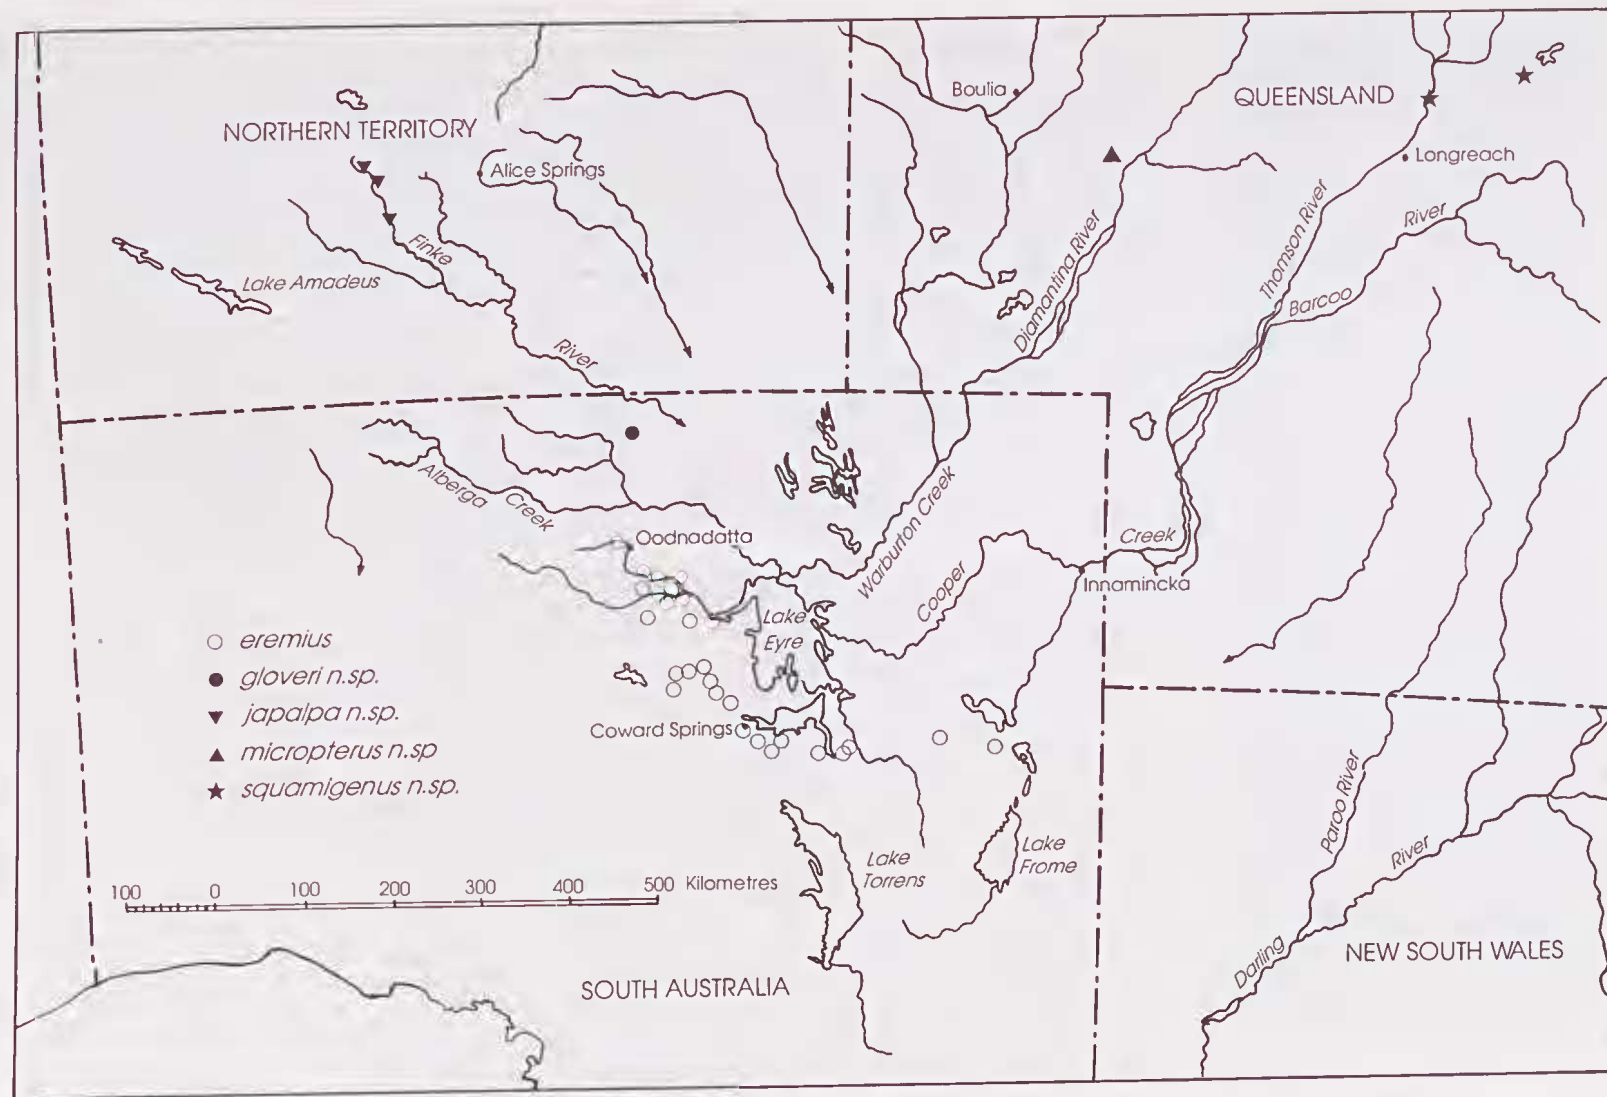 Boulia
QUEENSLAND
NORTHERN TERRITORY
Alice Springs
Longreach
Finke
Lake Amadeus
River
Diamantina River
Thomson River
River
Barcoo
Alberga
Creek
Oodnadatta
Warburton Creek
Cooper
Creek
Innamincka
Lake
Eyre
eremius
gloveri n.sp.
japalpa n.sp.
micropterus n.sp
squamigenus n.sp.
Coward Springs
Lake
Torrens
Lake
Frome
Paroo River
River
Darling
100 0 100 200 300 400 500 Kilometres
SOUTH AUSTRALIA
NEW SOUTH WALES